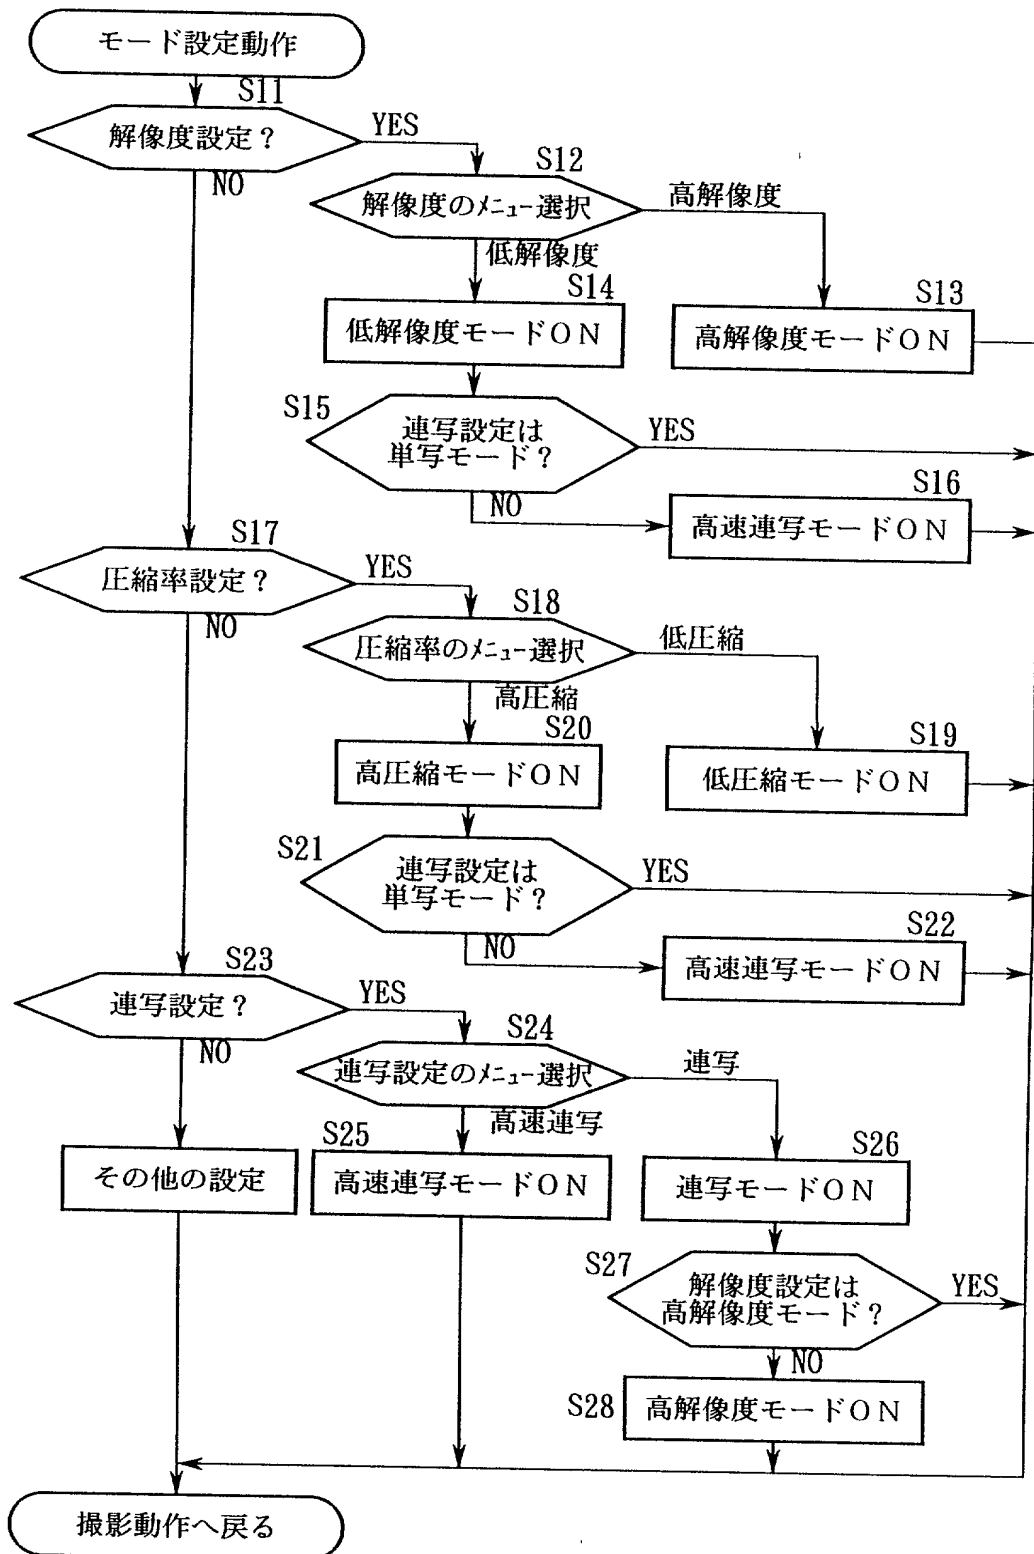 モード設定動作
S11
解像度設定？
YES
NO
S12
解像度のメニュー選択
高解像度
低解像度
S14
低解像度モードON
S13
高解像度モードON
S15
連写設定は
単写モード？
YES
NO
S16
高速連写モードON
S17
圧縮率設定？
YES
NO
S18
圧縮率のメニュー選択
低圧縮
高圧縮
S20
高圧縮モードON
S19
低圧縮モードON
S21
連写設定は
単写モード？
YES
NO
S22
高速連写モードON
S23
連写設定？
YES
NO
S24
連写設定のメニュー選択
連写
高速連写
その他の設定
S25
高速連写モードON
S26
連写モードON
S27
解像度設定は
高解像度モード？
YES
NO
S28
高解像度モードON
撮影動作へ戻る